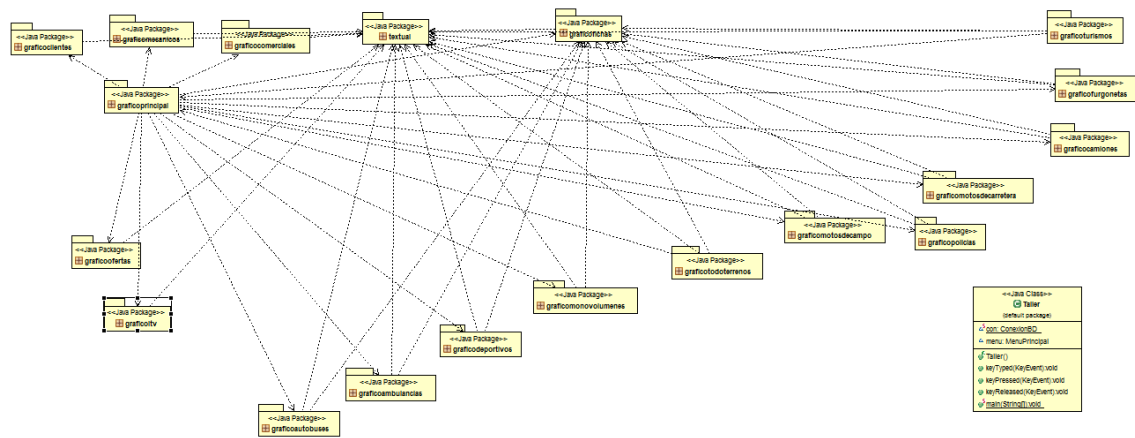 <<Java Package>>
graficoclientes
<<Java Package>>
graficomecanicos
<<Java Package>>
graficocomerciales
<<Java Package>>
textual
<<Java Package>>
graficofichas
<<Java Package>>
graficoturismos
<<Java Package>>
graficoprincipal
<<Java Package>>
graficofurgonetas
<<Java Package>>
graficocamiones
<<Java Package>>
graficomotosdecarretera
<<Java Package>>
graficomotosdecampo
<<Java Package>>
graficopolicias
<<Java Package>>
graficoofertas
<<Java Package>>
graficotodoterrenos
<<Java Package>>
graficoitv
<<Java Package>>
graficomonovolumenes
<<Java Package>>
graficodeportivos
<<Java Package>>
graficoambulancias
<<Java Package>>
graficoautobuses
<<Java Class>>
Taller
(default package)
con: ConexionBD
menu: MenuPrincipal
Taller()
keyTyped(KeyEvent):void
keyPressed(KeyEvent):void
keyReleased(KeyEvent):void
main(String[]):void